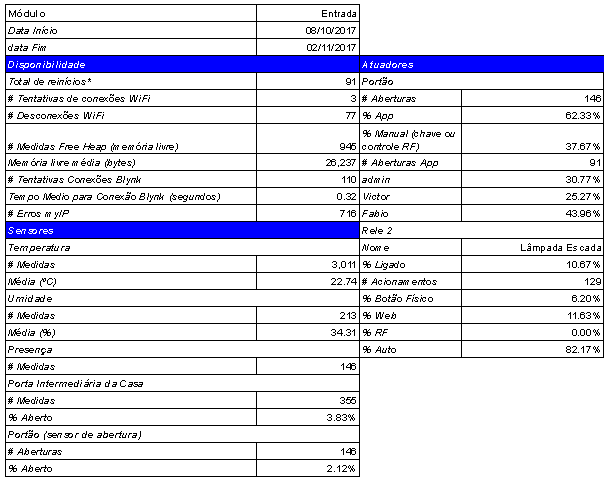 Módulo Entrada
Data Início 08/10/2017
data Fim 02/11/2017
Disponibilidade
Total de reinícios* 91
# Tentativas de conexões WiFi 3
# Desconexões WiFi 77
# Medidas Free Heap (memória livre) 945
Memória livre média (bytes) 26,237
# Tentativas Conexões Blynk 110
Tempo Medio para Conexão Blynk (segundos) 0.32
# Erros myIP 716
Sensores
Temperatura
# Medidas 3,011
Média (ºC) 22.74
Umidade
# Medidas 213
Média (%) 34.31
Presença
# Medidas 146
Porta Intermediária da Casa
# Medidas 355
% Aberto 3.83%
Portão (sensor de abertura)
# Aberturas 146
% Aberto 2.12%
Atuadores
Portão
# Aberturas 146
% App 62.33%
% Manual (chave ou
controle RF) 37.67%
# Aberturas App 91
admin 30.77%
Victor 25.27%
Fabio 43.96%
Rele 2
Nome Lâmpada Escada
% Ligado 10.67%
# Acionamentos 129
% Botão Físico 6.20%
% Web 11.63%
% RF 0.00%
% Auto 82.17%